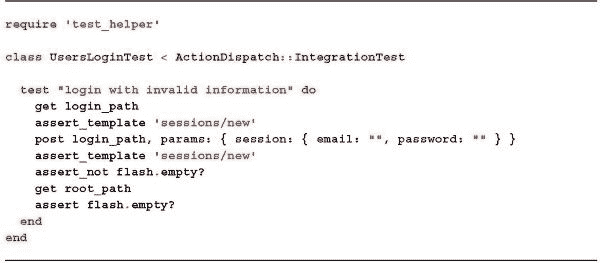 require 'test_helper'
class UsersLoginTest < ActionDispatch::IntegrationTest
test "login with invalid information" do
get login_path
assert_template 'sessions/new'
post login_path, params: { session: { email: "", password: "" } }
assert_template 'sessions/new'
assert_not flash.empty?
get root_path
assert flash.empty?
end
end